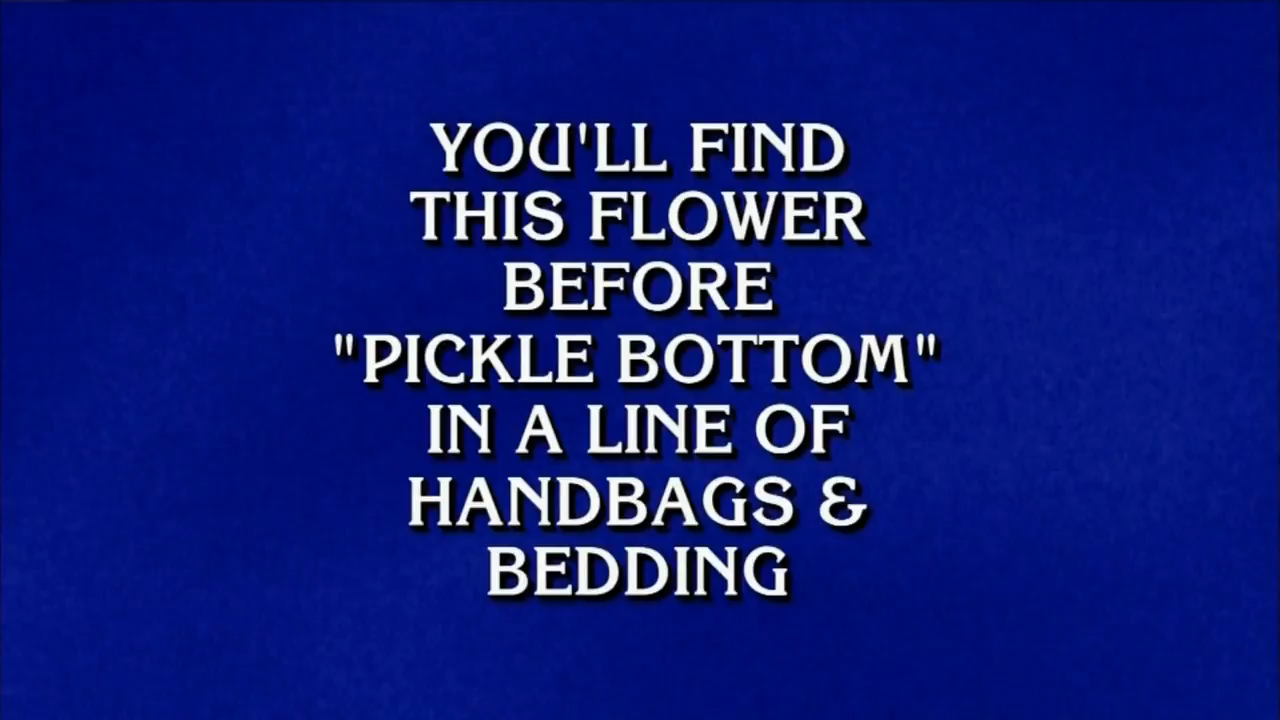 YOU'LL FIND
THIS FLOWER
BEFORE
"PICKLE BOTTOM"
IN A LINE OF
HANDBAGS &
BEDDING